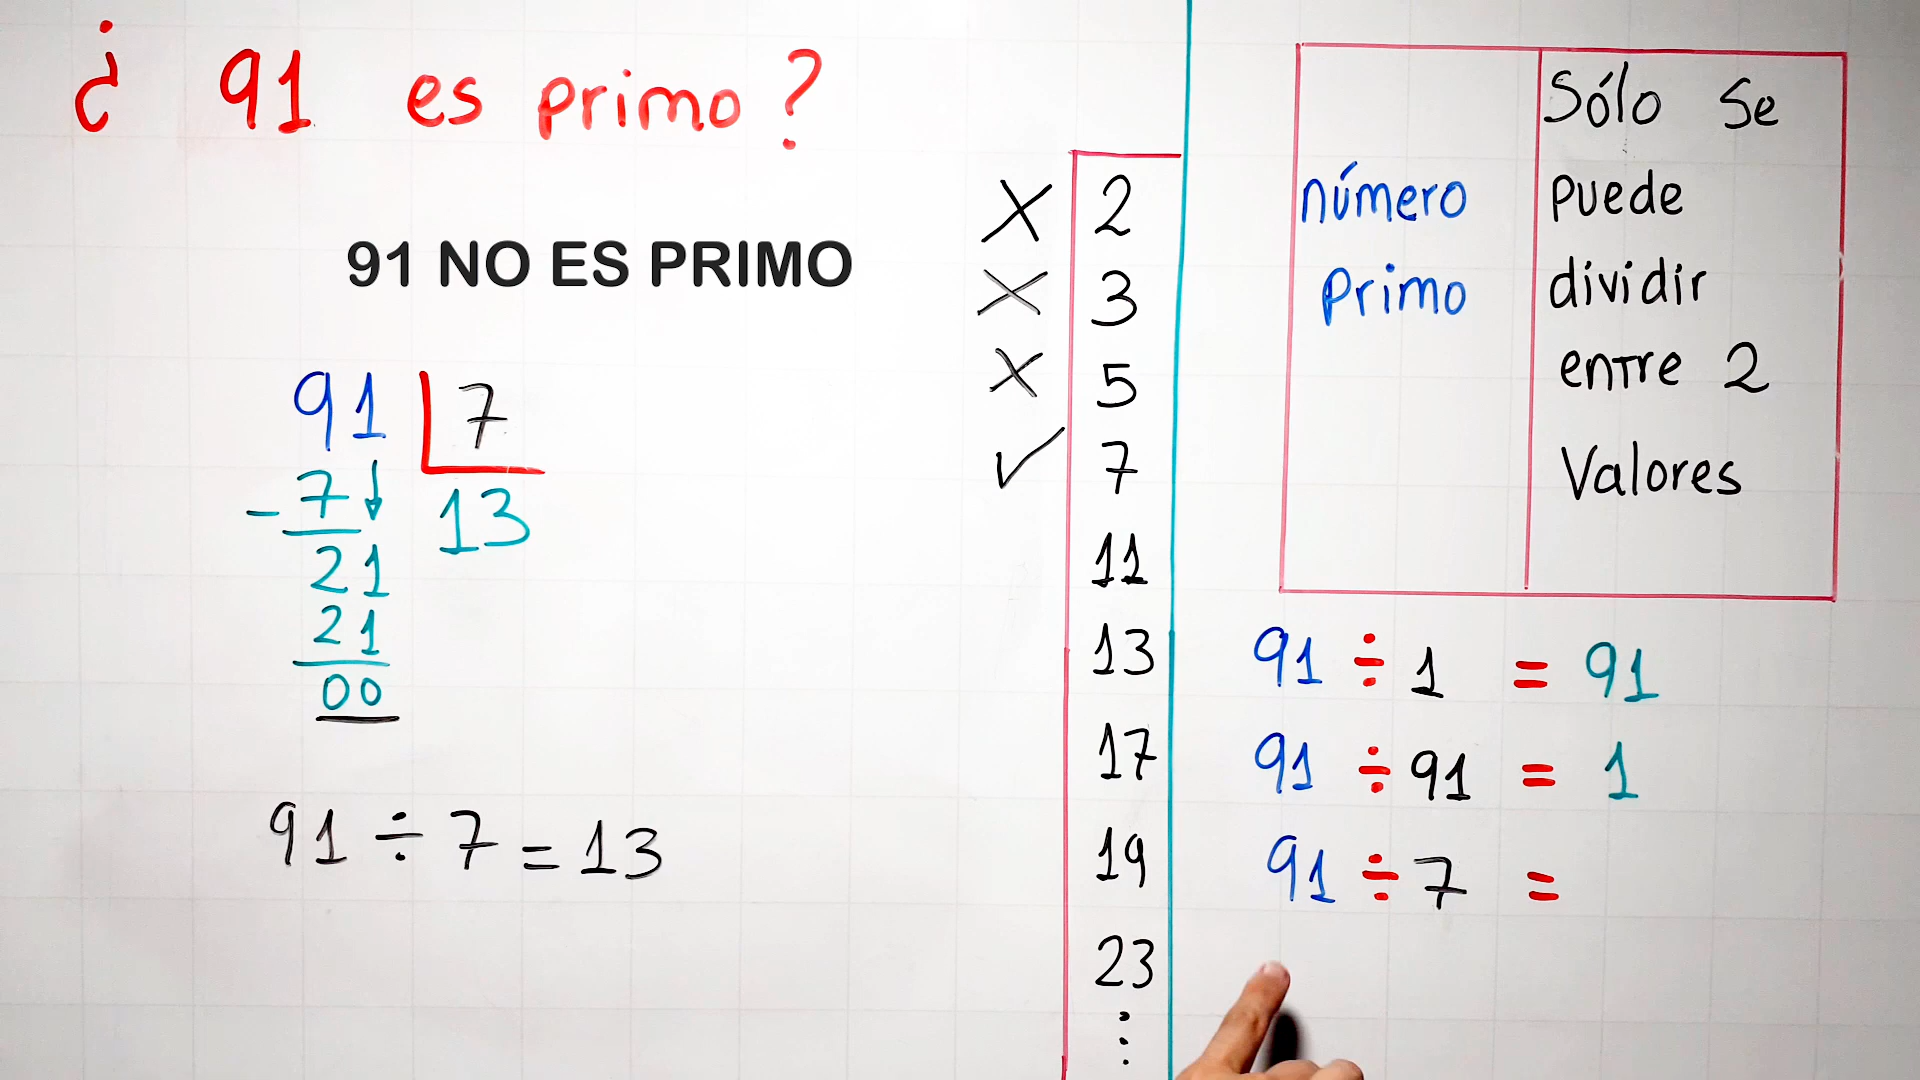 ¿ 91 es primo?
91 NO ES PRIMO
91 7
- 7 13
21
21
00
91 ÷ 7 = 13
2
3
5
7
11
13
17
19
23
número
primo
Sólo se
puede
dividir
entre 2
Valores
91 ÷ 1 = 91
91 ÷ 91 = 1
91 ÷ 7 =